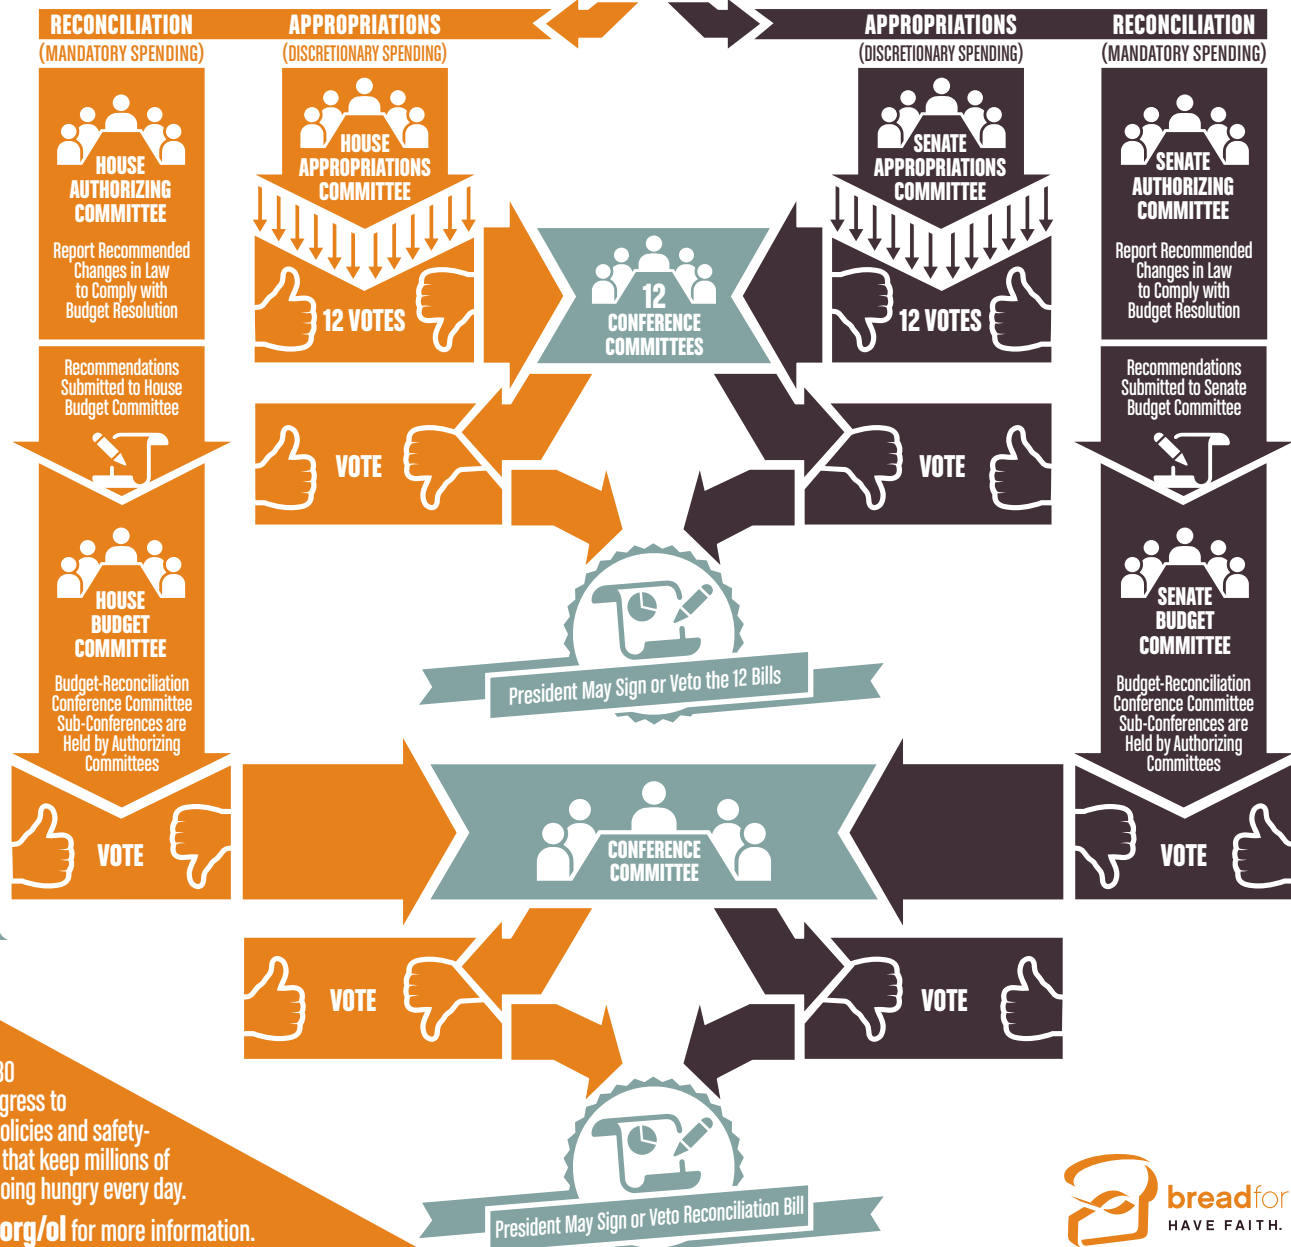 RECONCILIATION
(MANDATORY SPENDING)
HOUSE
AUTHORIZING
COMMITTEE
Report Recommended
Changes in Law
to Comply with
Budget Resolution
Recommendations
Submitted to House
Budget Committee
HOUSE
BUDGET
COMMITTEE
Budget-Reconciliation
Conference Committee
Sub-Conferences are
Held by Authorizing
Committees
VOTE
APPROPRIATIONS
(DISCRETIONARY SPENDING)
HOUSE
APPROPRIATIONS
COMMITTEE
12 VOTES
VOTE
12
CONFERENCE
COMMITTEES
APPROPRIATIONS
(DISCRETIONARY SPENDING)
SENATE
APPROPRIATIONS
COMMITTEE
12 VOTES
VOTE
President May Sign or Veto the 12 Bills
RECONCILIATION
(MANDATORY SPENDING)
SENATE
AUTHORIZING
COMMITTEE
Report Recommended
Changes in Law
to Comply with
Budget Resolution
Recommendations
Submitted to Senate
Budget Committee
SENATE
BUDGET
COMMITTEE
Budget-Reconciliation
Conference Committee
Sub-Conferences are
Held by Authorizing
Committees
VOTE
CONFERENCE
COMMITTEE
VOTE
VOTE
President May Sign or Veto Reconciliation Bill
30
gress to
olicies and safety-
that keep millions of
oing hungry every day.
org/ol for more information.
breadfor
HAVE FAITH.